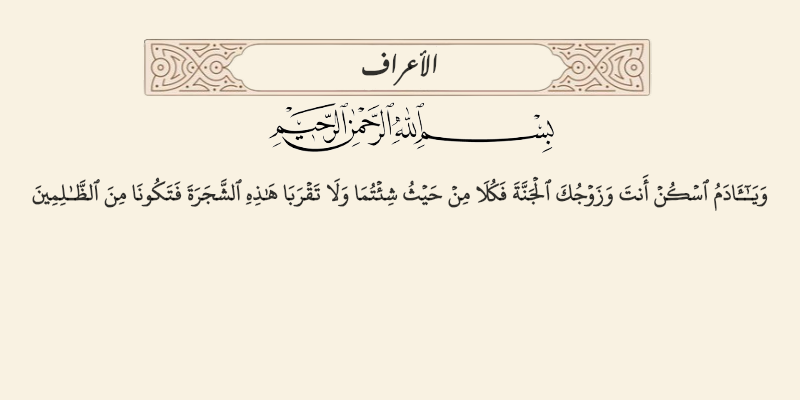 الأعراف
بِسْمِ ٱللَّهِ ٱلرَّحْمَٰنِ ٱلرَّحِيمِ
وَيَـٰٓـَٔادَمُ ٱسْكُنْ أَنتَ وَزَوْجُكَ ٱلْجَنَّةَ فَكُلَا مِنْ حَيْثُ شِئْتُمَا وَلَا تَقْرَبَا هَـٰذِهِ ٱلشَّجَرَةَ فَتَكُونَا مِنَ ٱلظَّـٰلِمِينَ